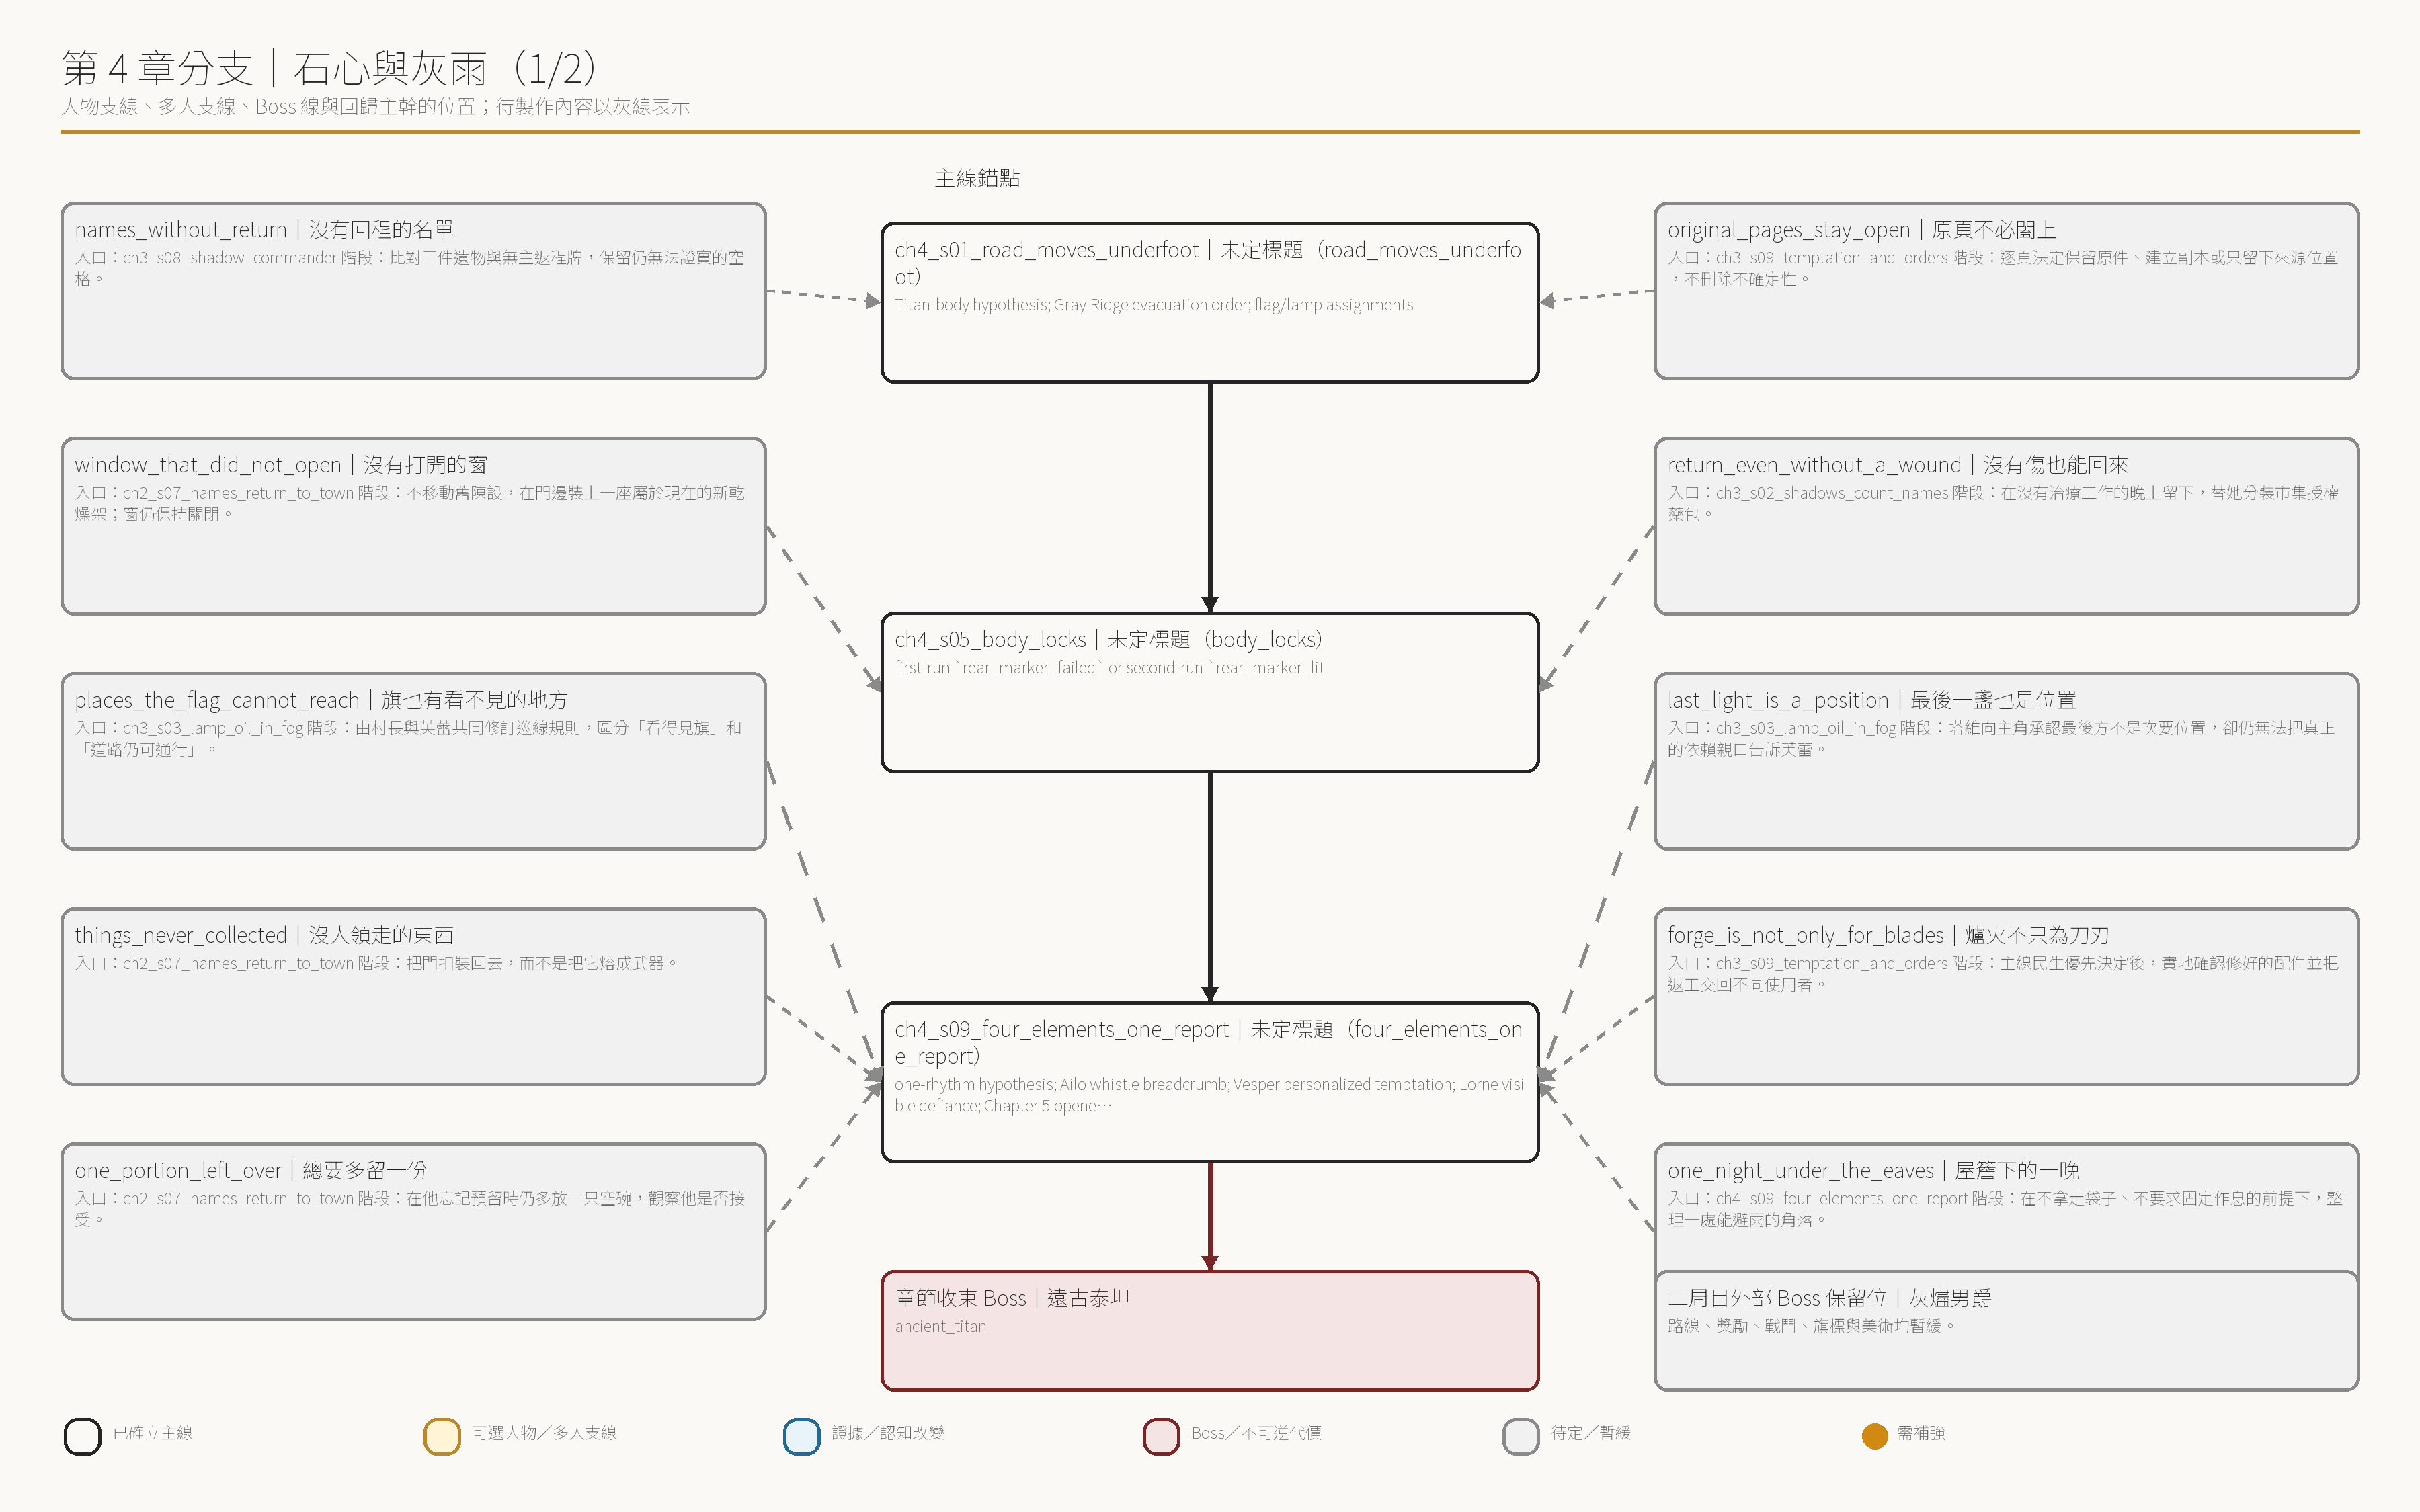 第 4 章分支｜石心與灰雨（1/2）
人物支線、多人支線、Boss 線與回歸主幹的位置；待製作內容以灰線表示
主線錨點
names_without_return｜沒有回程的名單
入口：ch3_s08_shadow_commander 階段：比對三件遺物與無主返程牌，保留仍無法證實的空
格。
window_that_did_not_open｜沒有打開的窗
入口：ch2_s07_names_return_to_town 階段：不移動舊陳設，在門邊裝上一座屬於現在的新乾
燥架；窗仍保持關閉。
places_the_flag_cannot_reach｜旗也有看不見的地方
入口：ch3_s03_lamp_oil_in_fog 階段：由村長與芙蕾共同修訂巡線規則，區分「看得見旗」和
「道路仍可通行」。
things_never_collected｜沒人領走的東西
入口：ch2_s07_names_return_to_town 階段：把門扣裝回去，而不是把它熔成武器。
one_portion_left_over｜總要多留一份
入口：ch2_s07_names_return_to_town 階段：在他忘記預留時仍多放一只空碗，觀察他是否接
受。
ch4_s01_road_moves_underfoot｜未定標題（road_moves_underfo
ot）
Titan-body hypothesis; Gray Ridge evacuation order; flag/lamp assignments
ch4_s05_body_locks｜未定標題（body_locks）
first-run `rear_marker_failed` or second-run `rear_marker_lit
ch4_s09_four_elements_one_report｜未定標題（four_elements_on
e_report）
one-rhythm hypothesis; Ailo whistle breadcrumb; Vesper personalized temptation; Lorne visi
ble defiance; Chapter 5 opene…
章節收束 Boss｜遠古泰坦
ancient_titan
original_pages_stay_open｜原頁不必闔上
入口：ch3_s09_temptation_and_orders 階段：逐頁決定保留原件、建立副本或只留下來源位置
，不刪除不確定性。
return_even_without_a_wound｜沒有傷也能回來
入口：ch3_s02_shadows_count_names 階段：在沒有治療工作的晚上留下，替她分裝市集授權
藥包。
last_light_is_a_position｜最後一盞也是位置
入口：ch3_s03_lamp_oil_in_fog 階段：塔維向主角承認最後方不是次要位置，卻仍無法把真正
的依賴親口告訴芙蕾。
forge_is_not_only_for_blades｜爐火不只為刀刃
入口：ch3_s09_temptation_and_orders 階段：主線民生優先決定後，實地確認修好的配件並把
返工交回不同使用者。
one_night_under_the_eaves｜屋簷下的一晚
入口：ch4_s09_four_elements_one_report 階段：在不拿走袋子、不要求固定作息的前提下，整
理一處能避雨的角落。
二周目外部 Boss 保留位｜灰燼男爵
路線、獎勵、戰鬥、旗標與美術均暫緩。
已確立主線
可選人物／多人支線
證據／認知改變
Boss／不可逆代價
待定／暫緩
需補強